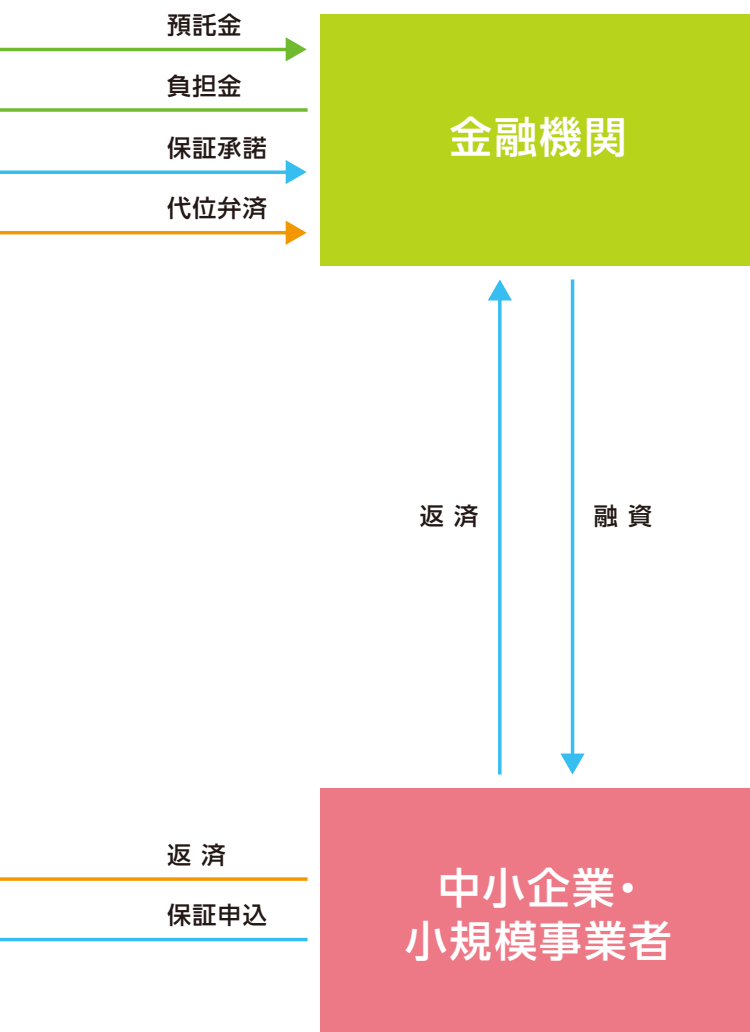 預託金
負担金
保証承諾
代位弁済
金融機関
返済
融資
返済
保証申込
中小企業・
小規模事業者